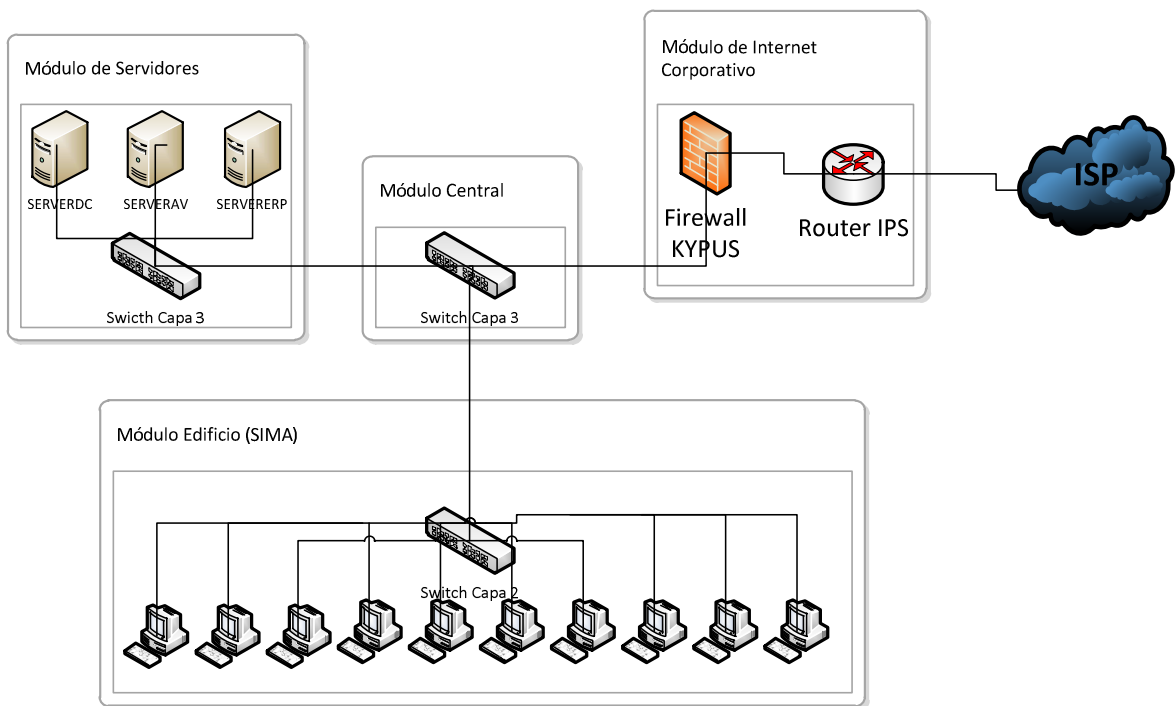 Módulo de Servidores
SERVERDC
SERVERAV
SERVERERP
Swicth Capa 3
Módulo Central
Switch Capa 3
Módulo de Internet
Corporativo
Firewall
KYPUS
Router IPS
ISP
Módulo Edificio (SIMA)
Switch Capa 2